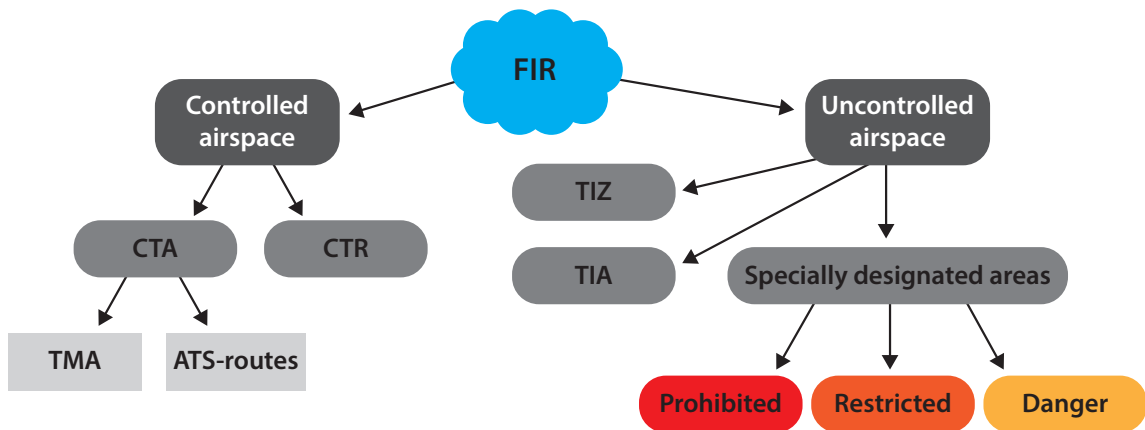 FIR
Controlled
airspace
Uncontrolled
airspace
TIZ
CTA
CTR
TIA
Specially designated areas
TMA
ATS-routes
Prohibited
Restricted
Danger